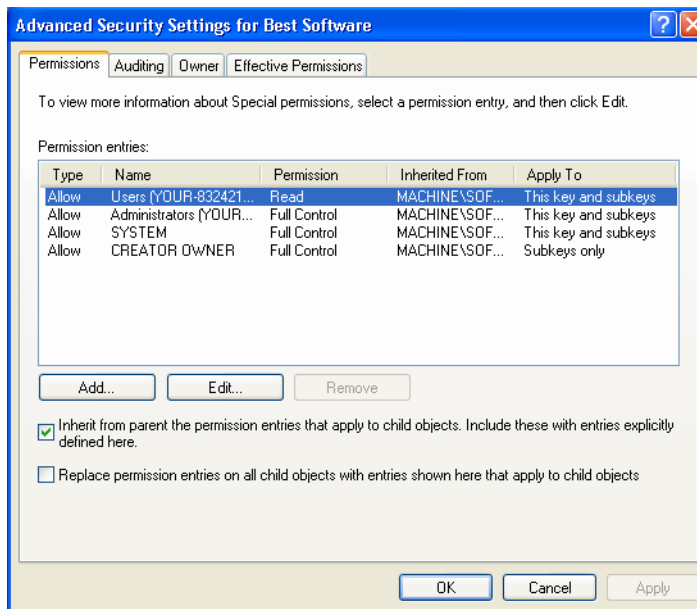 Advanced Security Settings for Best Software
Permissions Auditing Owner Effective Permissions
To view more information about Special permissions, select a permission entry, and then click Edit.
Permission entries:
Type Name Permission Inherited From Apply To
Allow Users (YOUR-832421... Read MACHINE\SOF... This key and subkeys
Allow Administrators (YOUR... Full Control MACHINE\SOF... This key and subkeys
Allow SYSTEM Full Control MACHINE\SOF... This key and subkeys
Allow CREATOR OWNER Full Control MACHINE\SOF... Subkeys only
Add... Edit... Remove
Inherit from parent the permission entries that apply to child objects. Include these with entries explicitly
defined here.
Replace permission entries on all child objects with entries shown here that apply to child objects
OK Cancel Apply